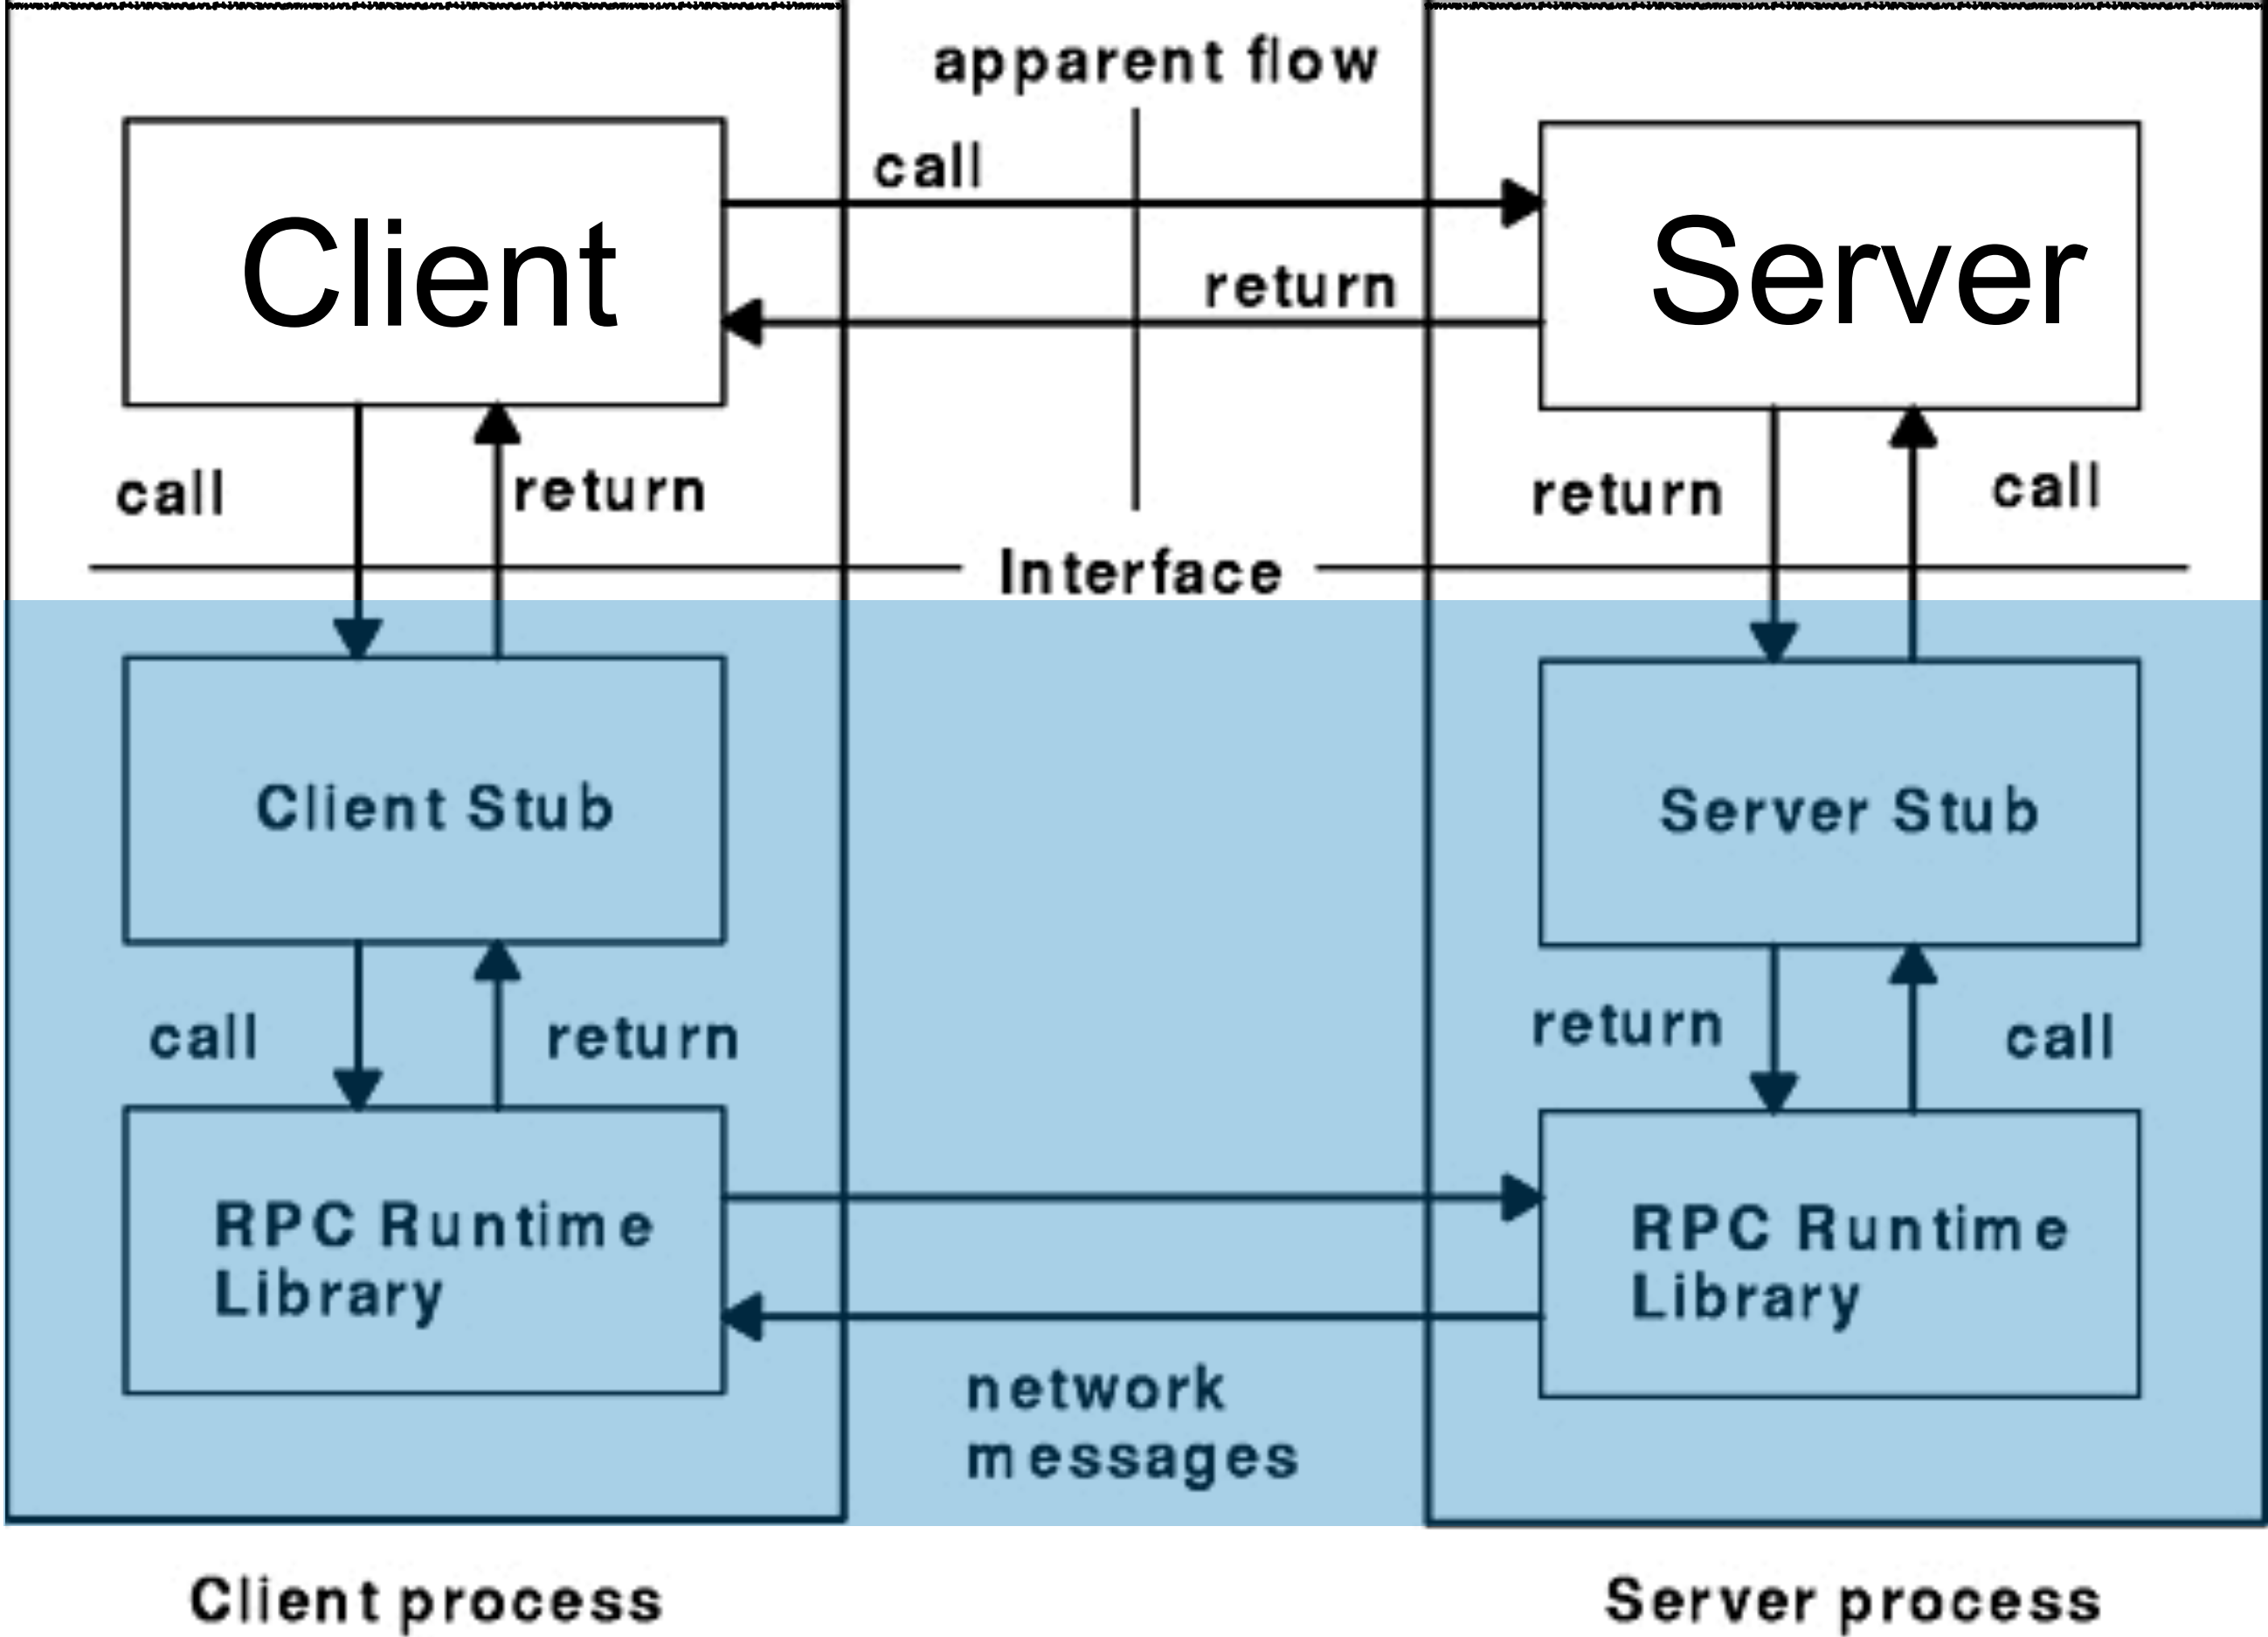 apparent flow
call
Client
Server
return
call
return
return
call
Interface
Client Stub
Server Stub
call
return
return
call
RPC Runtime
Library
RPC Runtime
Library
network
messages
Client process
Server process